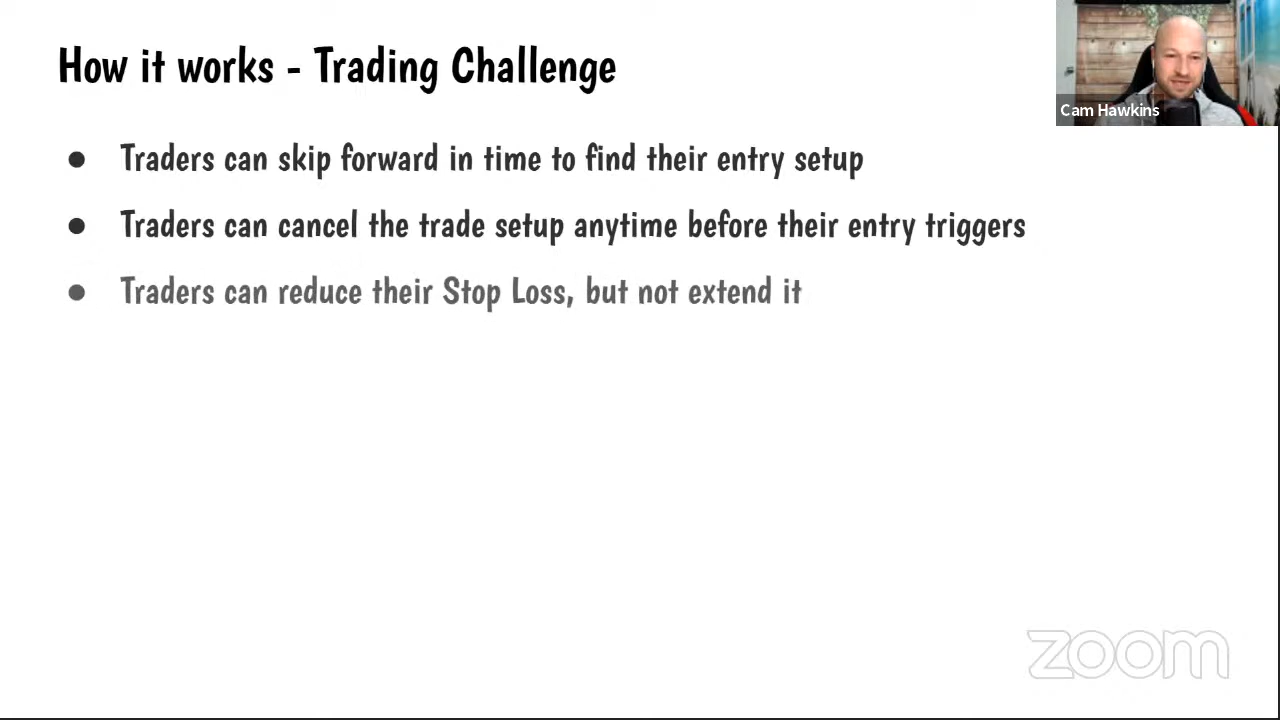 How it works - Trading Challenge
Cam Hawkins
● Traders can skip forward in time to find their entry setup
● Traders can cancel the trade setup anytime before their entry triggers
● Traders can reduce their Stop Loss, but not extend it
zoom